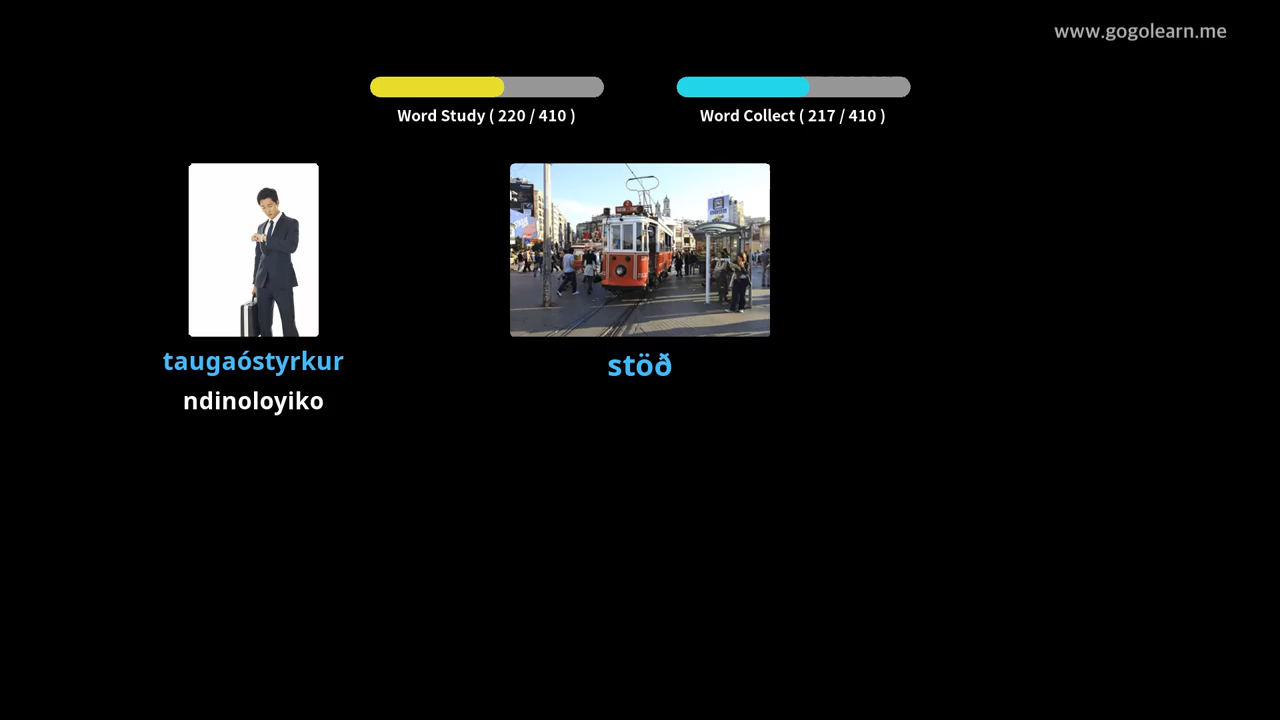 www.gogolearn.me
Word Study ( 220 / 410 )
Word Collect ( 217 / 410 )
taugaóstyrkur
ndinoloyiko
stöð